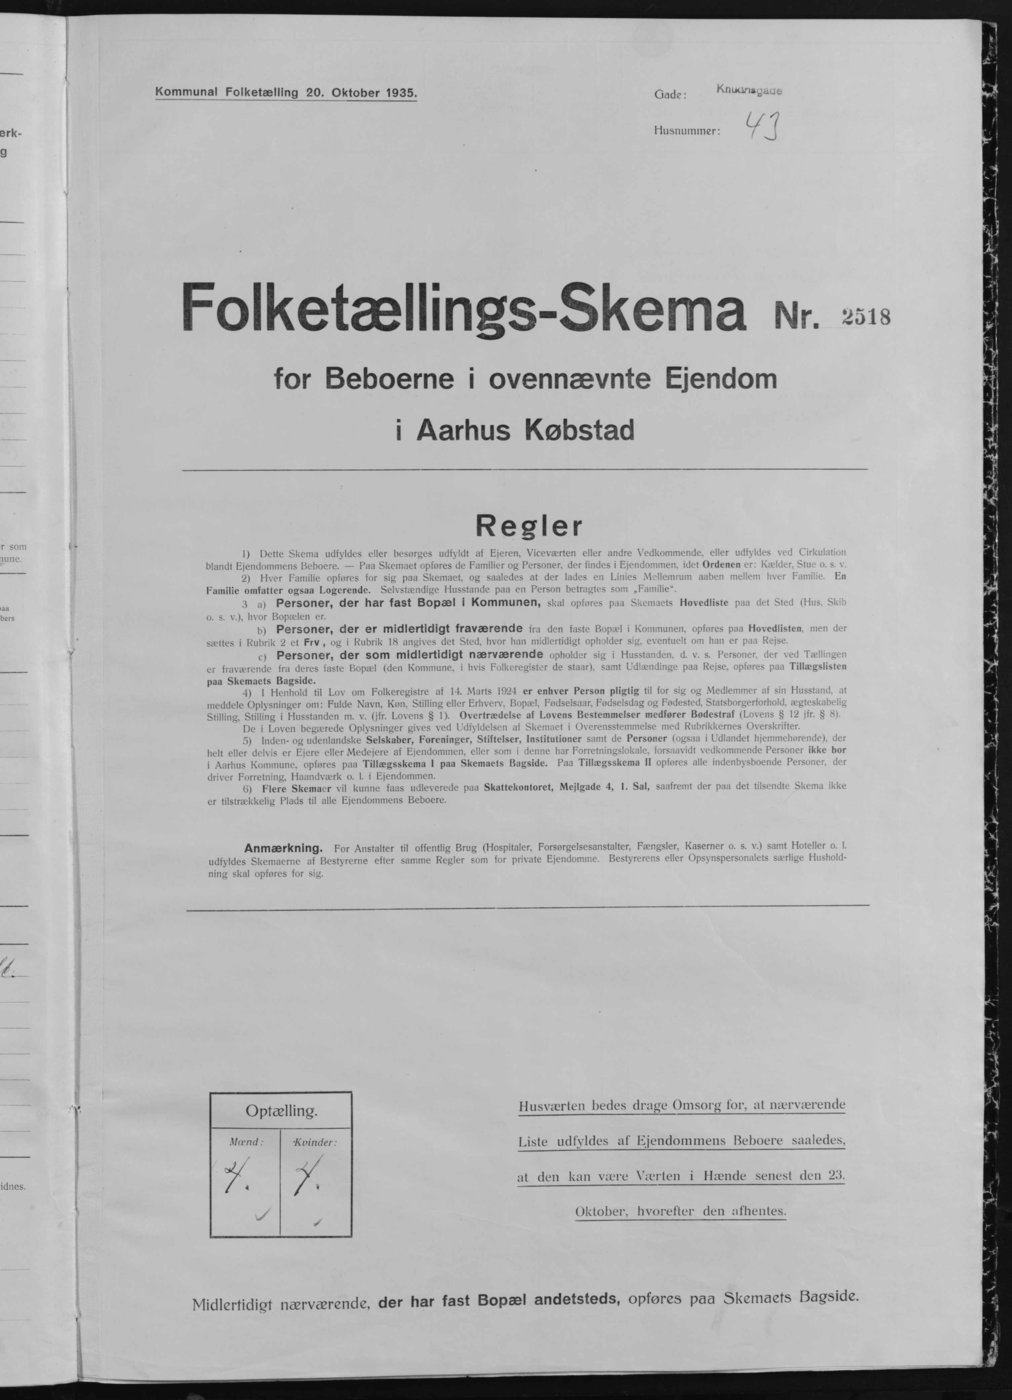 Kommunal Folketælling 20. Oktober 1935.
Gade: Knudrisgade
Husnummer: 43
Folketællings-Skema Nr. 2518
for Beboerne i ovennævnte Ejendom
i Aarhus Købstad
Regler
1) Dette Skema udfyldes eller besørges udfyldt af Ejeren, Viceværten eller andre Vedkommende, eller udfyldes ved Cirkulation
blandt Ejendommens Beboere. — Paa Skemaet opføres de Familier og Personer, der findes i Ejendommen, idet Ordenen er: Kælder, Stue o. s. v.
2) Hver Familie opføres for sig paa Skemaet, og saaledes at der lades en Linies Mellemrum aaben mellem hver Familie. En
Familie omfatter ogsaa Logerende. Selvstændige Husstande paa en Person betragtes som „Familie“.
3 a) Personer, der har fast Bopæl i Kommunen, skal opføres paa Skemaets Hovedliste paa det Sted (Hus, Skib
o. s. v.), hvor Bopælen er.
b) Personer, der er midlertidigt fraværende fra den faste Bopæl i Kommunen, opføres paa Hovedlisten, men der
sættes i Rubrik 2 et Frv., og i Rubrik 18 angives det Sted, hvor han midlertidigt opholder sig, eventuelt om han er paa Rejse.
c) Personer, der som midlertidigt nærværende opholder sig i Husstanden, d. v. s. Personer, der ved Tællingen
er fraværende fra deres faste Bopæl (den Kommune, i hvis Folkeregister de staar), samt Udlændinge paa Rejse, opføres paa Tillægslisten
paa Skemaets Bagside.
4) I Henhold til Lov om Folkeregistre af 14. Marts 1924 er enhver Person pligtig til for sig og Medlemmer af sin Husstand, at
meddele Oplysninger om: Fulde Navn, Køn, Stilling eller Erhverv, Bopæl, Fødselsaar, Fødselsdag og Fødested, Statsborgerforhold, ægteskabelig
Stilling, Stilling i Husstanden m. v. (jfr. Lovens § 1). Overtrædelse af Lovens Bestemmelser medfører Bødestraf (Lovens § 12 jfr. § 8).
De i Loven begærede Oplysninger gives ved Udfyldelsen af Skemaet i Overensstemmelse med Rubrikkernes Overskrifter.
5) Inden- og udenlandske Selskaber, Foreninger, Stiftelser, Institutioner samt de Personer (ogsaa i Udlandet hjemmehørende), der
helt eller delvis er Ejere eller Medejere af Ejendommen, eller som i denne har Forretningslokale, forsaavidt vedkommende Personer ikke bor
i Aarhus Kommune, opføres paa Tillægsskema I paa Skemaets Bagside. Paa Tillægsskema II opføres alle indenbysboende Personer, der
driver Forretning, Haandværk o. l. i Ejendommen.
6) Flere Skemaer vil kunne faas udleverede paa Skattekontoret, Mejlgade 4, 1. Sal, saafremt der paa det tilsendte Skema ikke
er tilstrækkelig Plads til alle Ejendommens Beboere.
Anmærkning. For Anstalter til offentlig Brug (Hospitaler, Forsørgelsesanstalter, Fængsler, Kaserner o. s. v.) samt Hoteller o. l.
udfyldes Skemaerne af Bestyrerne efter samme Regler som for private Ejendomme. Bestyrerens eller Opsynspersonalets særlige Hushold-
ning skal opføres for sig.
Optælling.
Mænd: Kvinder:
4. 4.
Husværten bedes drage Omsorg for, at nærværende
Liste udfyldes af Ejendommens Beboere saaledes,
at den kan være Værten i Hænde senest den 23.
Oktober, hvorefter den afhentes.
Midlertidigt nærværende, der har fast Bopæl andetsteds, opføres paa Skemaets Bagside.